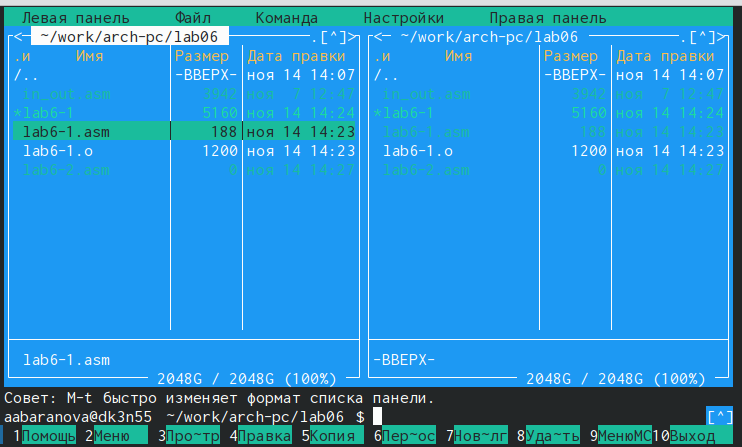 Левая панель Файл Команда Настройки Правая панель
<─ ~/work/arch-pc/lab06 ─.[^]> <─ ~/work/arch-pc/lab06 ─.[^]>
.и Имя Размер Дата правки .и Имя Размер Дата правки
/.. -ВВЕРХ- ноя 14 14:07 /.. -ВВЕРХ- ноя 14 14:07
in_out.asm 3942 ноя 7 12:47 in_out.asm 3942 ноя 7 12:47
*lab6-1 5160 ноя 14 14:24 *lab6-1 5160 ноя 14 14:24
lab6-1.asm 188 ноя 14 14:23 lab6-1.asm 188 ноя 14 14:23
lab6-1.o 1200 ноя 14 14:23 lab6-1.o 1200 ноя 14 14:23
lab6-2.asm 0 ноя 14 14:27 lab6-2.asm 0 ноя 14 14:27
lab6-1.asm -ВВЕРХ-
2048G / 2048G (100%) 2048G / 2048G (100%)
Совет: M-t быстро изменяет формат списка панели.
aabaranova@dk3n55 ~/work/arch-pc/lab06 $ [^]
1Помощь 2Меню 3Про~тр 4Правка 5Копия 6Пер~ос 7Нов~лг 8Уда~ть 9МенюMC 10Выход